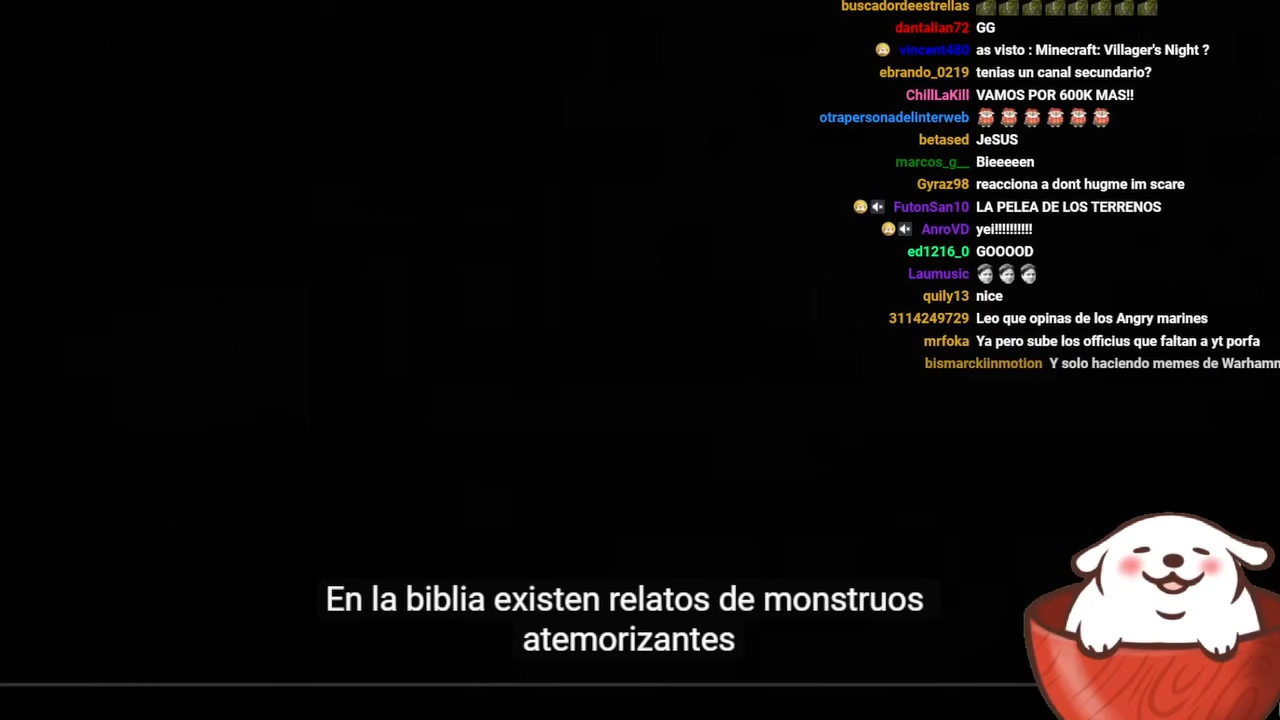 buscadordeestrellas
dantalian72 GG
vincent480 as visto : Minecraft: Villager's Night ?
ebrando_0219 tenias un canal secundario?
ChillLaKill VAMOS POR 600K MAS!!
otrapersonadelinterweb
betased JeSUS
marcos_g__ Bieeeeen
Gyraz98 reacciona a dont hugme im scare
FutonSan10 LA PELEA DE LOS TERRENOS
AnroVD yei!!!!!!!!!!
ed1216_0 GOOOOD
Laumusic
quily13 nice
3114249729 Leo que opinas de los Angry marines
mrfoka Ya pero sube los officius que faltan a yt porfa
bismarckiinmotion Y solo haciendo memes de
En la biblia existen relatos de monstruos
atemorizantes